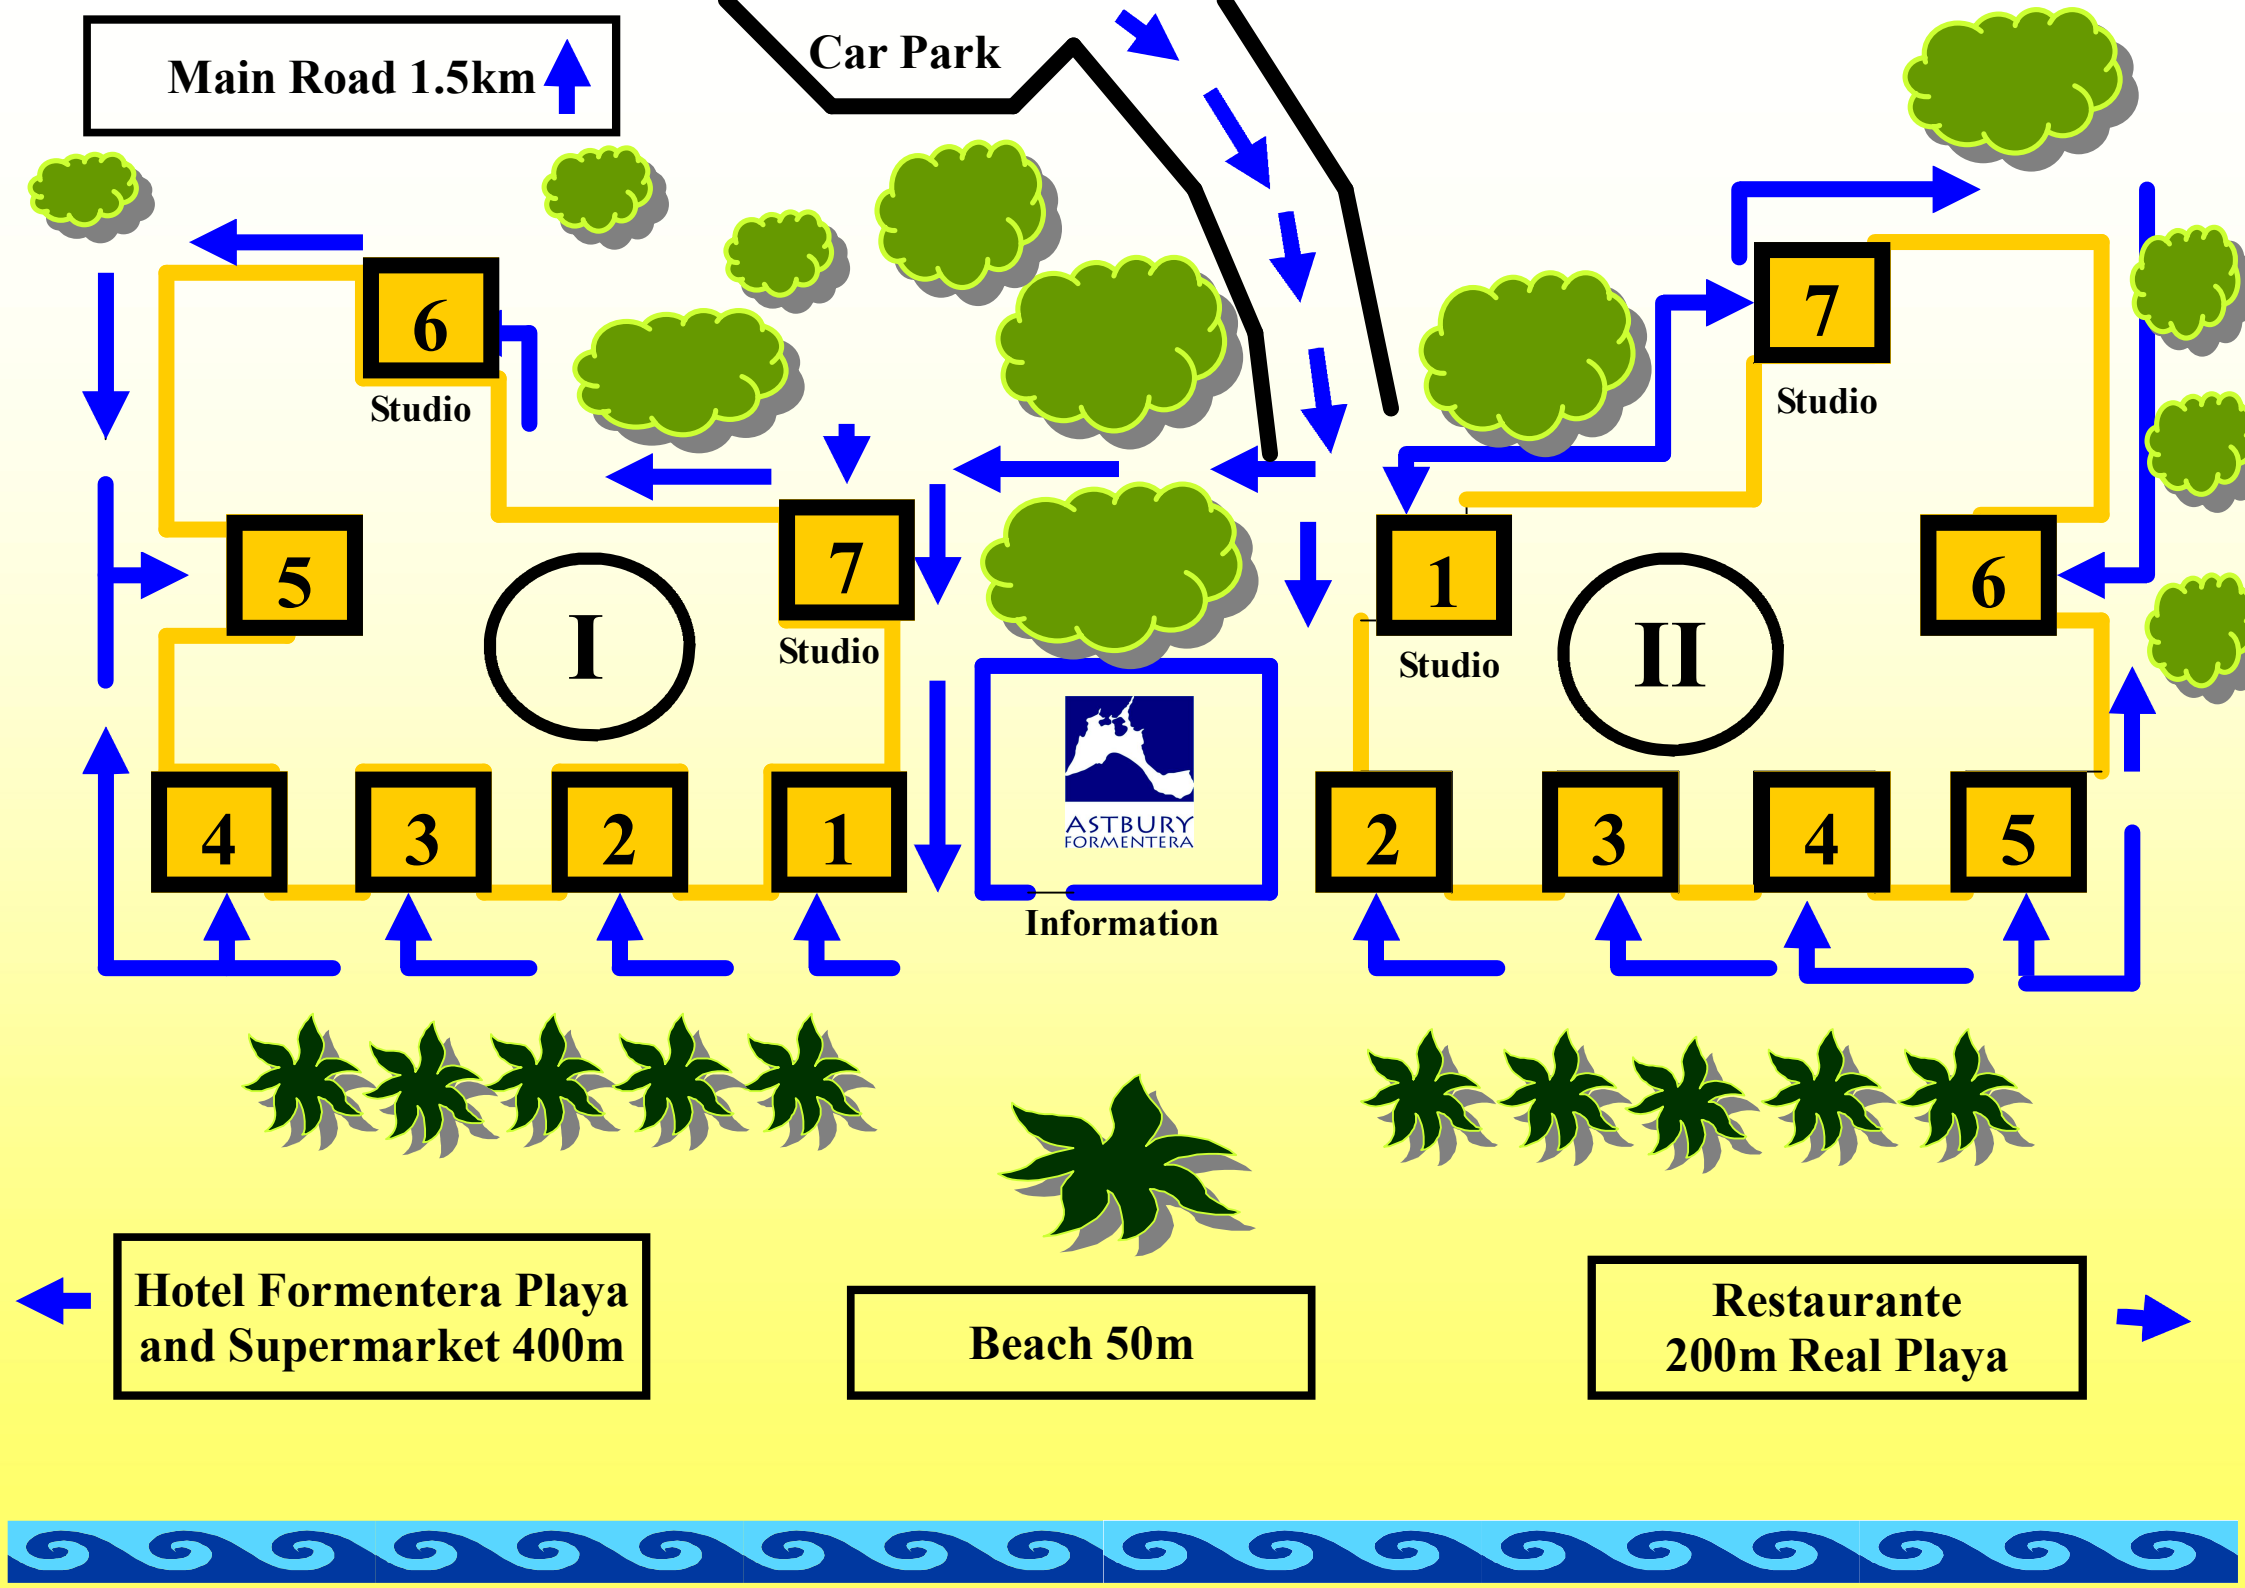 Car Park
Main Road 1.5km
6
Studio
7
Studio
5
I
7
Studio
1
Studio
II
6
4
3
2
1
ASTBURY
FORMENTERA
Information
2
3
4
5
Hotel Formentera Playa
and Supermarket 400m
Beach 50m
Restaurante
200m Real Playa